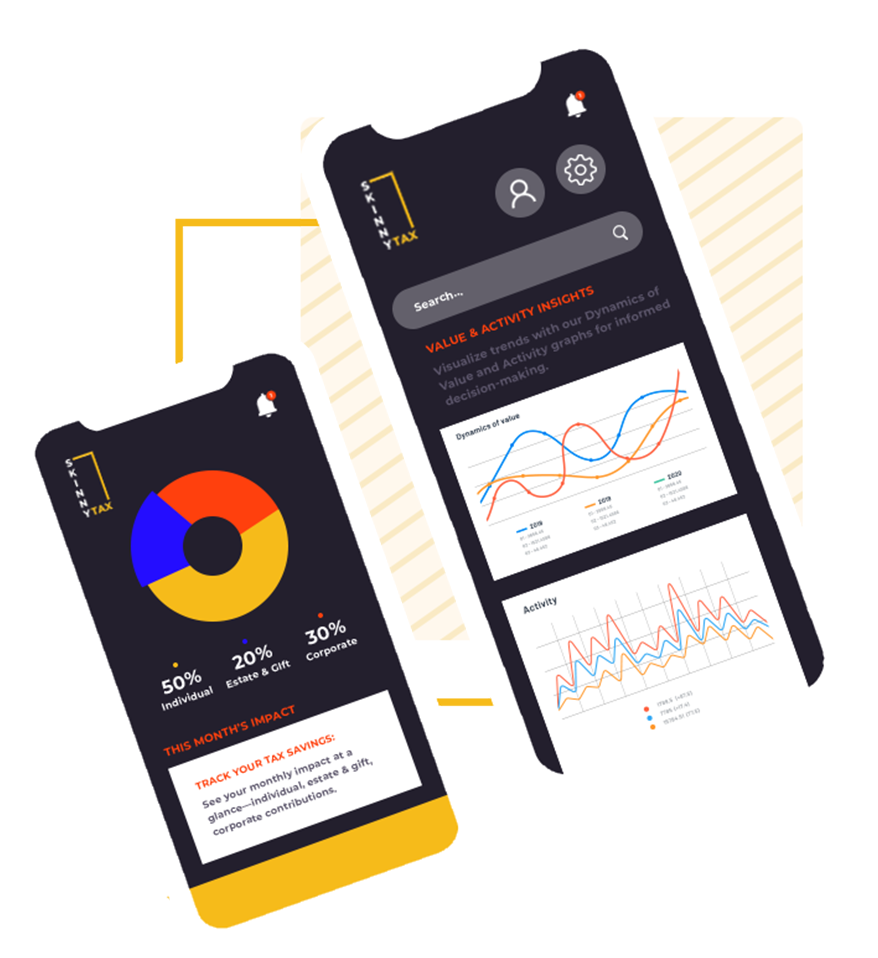 SKINNY
TAX
Search...
VALUE & ACTIVITY INSIGHTS
Visualize trends with our Dynamics of
Value and Activity graphs for informed
decision-making.
Dynamics of value
2019
2019
2020
Activity
SKINNY
TAX
50%
Individual
20%
Estate & Gift
30%
Corporate
THIS MONTH'S IMPACT
TRACK YOUR TAX SAVINGS:
See your monthly impact at a
glance—individual, estate & gift,
corporate contributions.